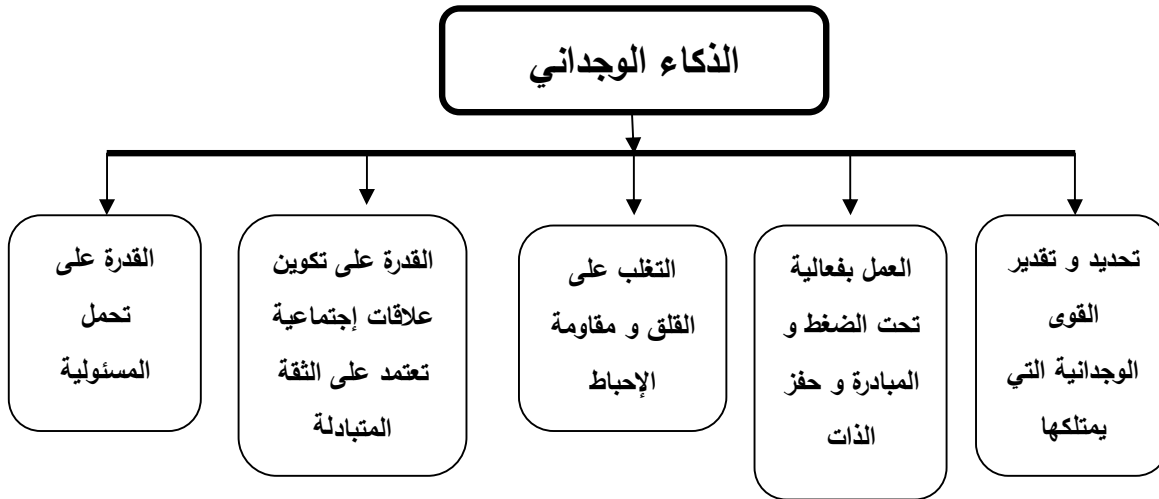 الذكاء الوجداني
تحديد و تقدير
القوى
الوجدانية التي
يمتلكها
العمل بفعالية
تحت الضغط و
المبادرة و حفز
الذات
التغلب على
القلق و مقاومة
الإحباط
القدرة على تكوين
علاقات إجتماعية
تعتمد على الثقة
المتبادلة
القدرة على
تحمل
المسئولية